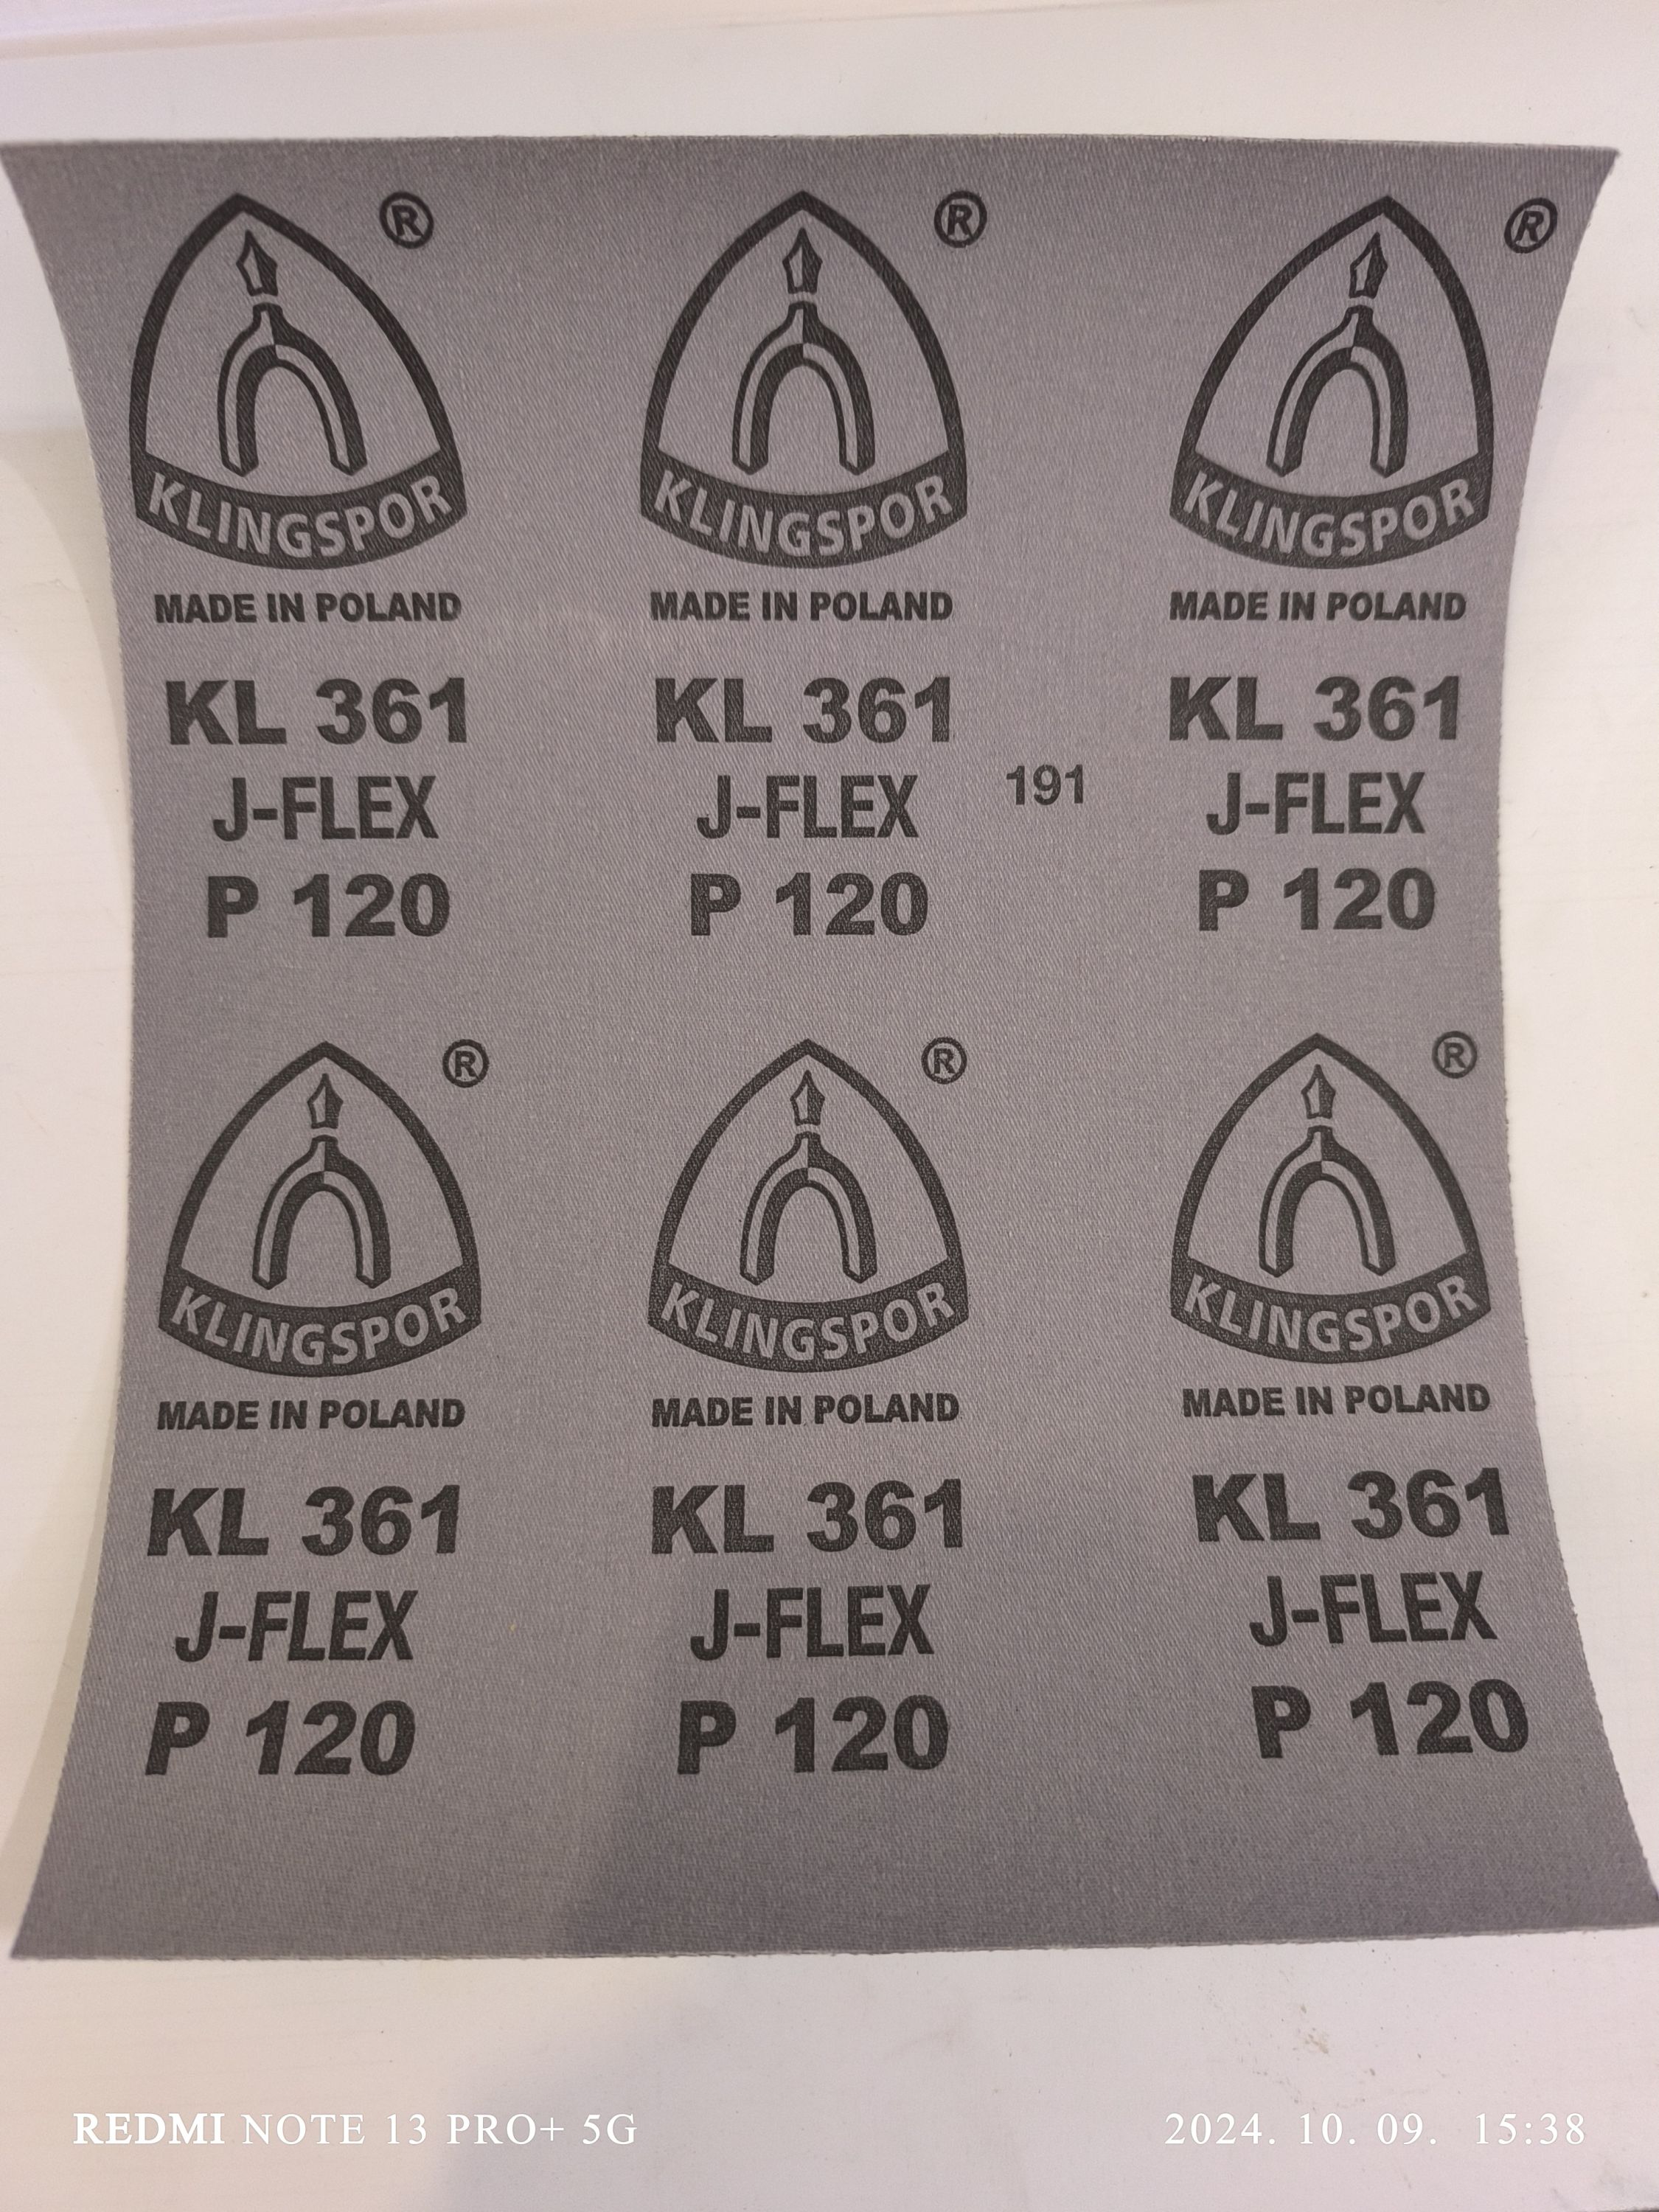 ® ® ®
KLINGSPOR KLINGSPOR KLINGSPOR
MADE IN POLAND MADE IN POLAND MADE IN POLAND
KL 361 KL 361 KL 361
J-FLEX J-FLEX 191 J-FLEX
P 120 P 120 P 120
® ® ®
KLINGSPOR KLINGSPOR KLINGSPOR
MADE IN POLAND MADE IN POLAND MADE IN POLAND
KL 361 KL 361 KL 361
J-FLEX J-FLEX J-FLEX
P 120 P 120 P 120
REDMI NOTE 13 PRO+ 5G 2024. 10. 09. 15:38